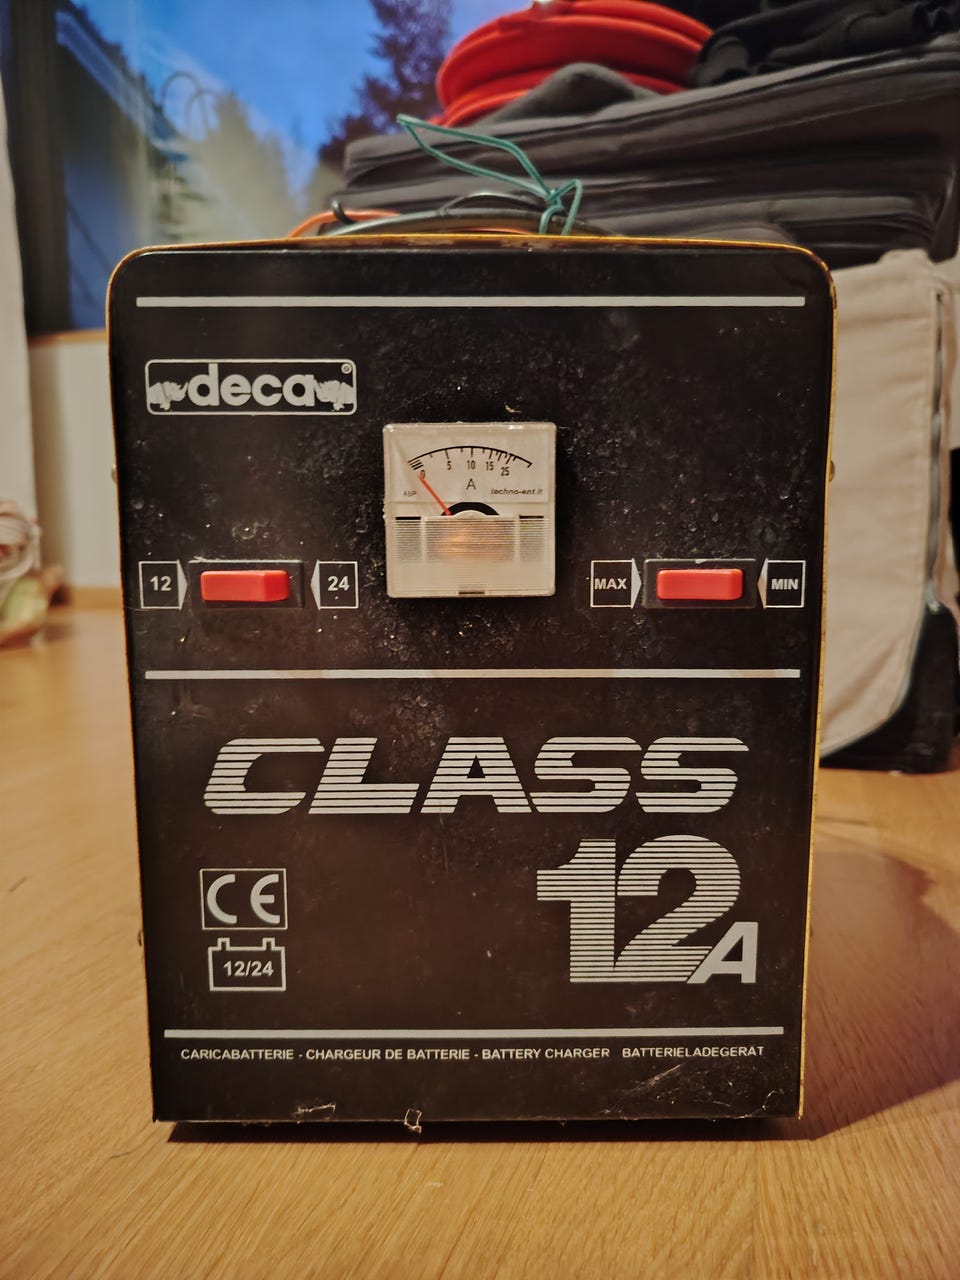 deca
®
0 5 10 15 20 25
A
techno-ent.it
12 24
MAX MIN
CLASS
12A
CE
12/24
CARICABATTERIE - CHARGEUR DE BATTERIE - BATTERY CHARGER BATTERIELADEGERÄT